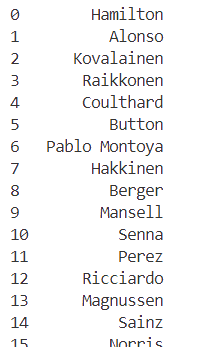 0 Hamilton
1 Alonso
2 Kovalainen
3 Raikkonen
4 Coulthard
5 Button
6 Pablo Montoya
7 Hakkinen
8 Berger
9 Mansell
10 Senna
11 Perez
12 Ricciardo
13 Magnussen
14 Sainz
15 Norris